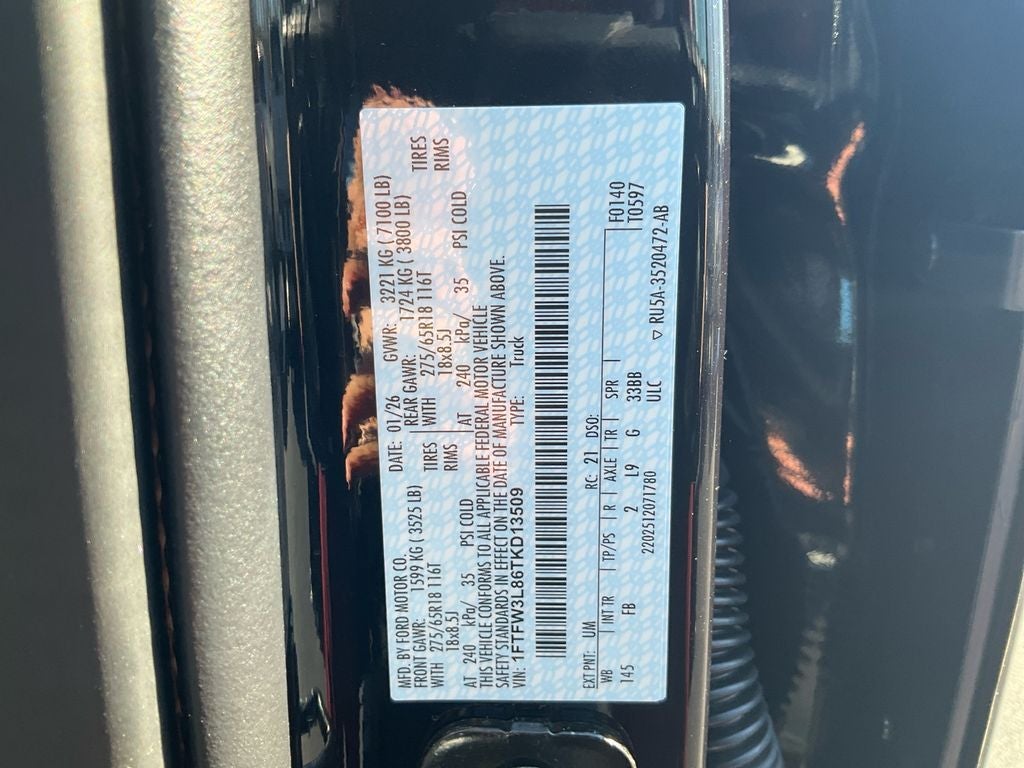 MFD. BY FORD MOTOR CO. DATE: 01/26 GVWR: 3221 KG ( 7100 LB)
FRONT GAWR: 1599 KG ( 3525 LB) REAR GAWR: 1724 KG ( 3800 LB)
WITH 275/65R18 116T TIRES WITH 275/65R18 116T TIRES
18x8.5J RIMS 18x8.5J RIMS
AT 240 kPa/ 35 PSI COLD AT 240 kPa/ 35 PSI COLD
THIS VEHICLE CONFORMS TO ALL APPLICABLE FEDERAL MOTOR VEHICLE
SAFETY STANDARDS IN EFFECT ON THE DATE OF MANUFACTURE SHOWN ABOVE.
VIN: 1FTFW3L86TKD13509 TYPE: Truck
EXT PNT: UM RC: 21 DSO: F0140
WB INT TR TP/PS R AXLE TR SPR T0597
145 FB 2 L9 G 33BB
ULC
2202512071780 RU5A-3520472-AB